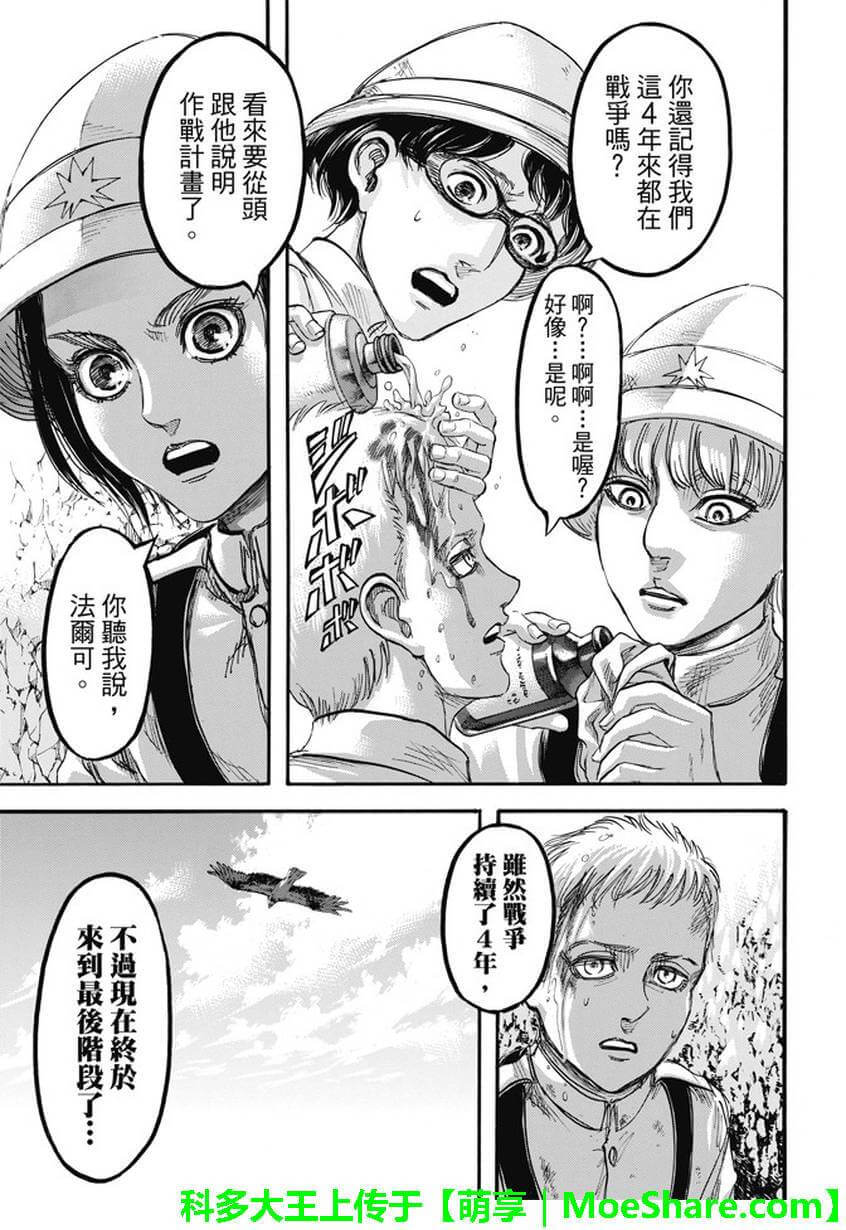 你還記得我們
這4年來都在
戰爭嗎？
啊？⋯啊啊⋯是喔？
好像⋯是呢。
ジボボボボ
看來要從頭
跟他說明
作戰計畫了。
你聽我說，
法爾可。
雖然戰爭
持續了4年，
不過現在終於
來到最後階段了⋯
科多大王上传于【萌享｜MoeShare.com】